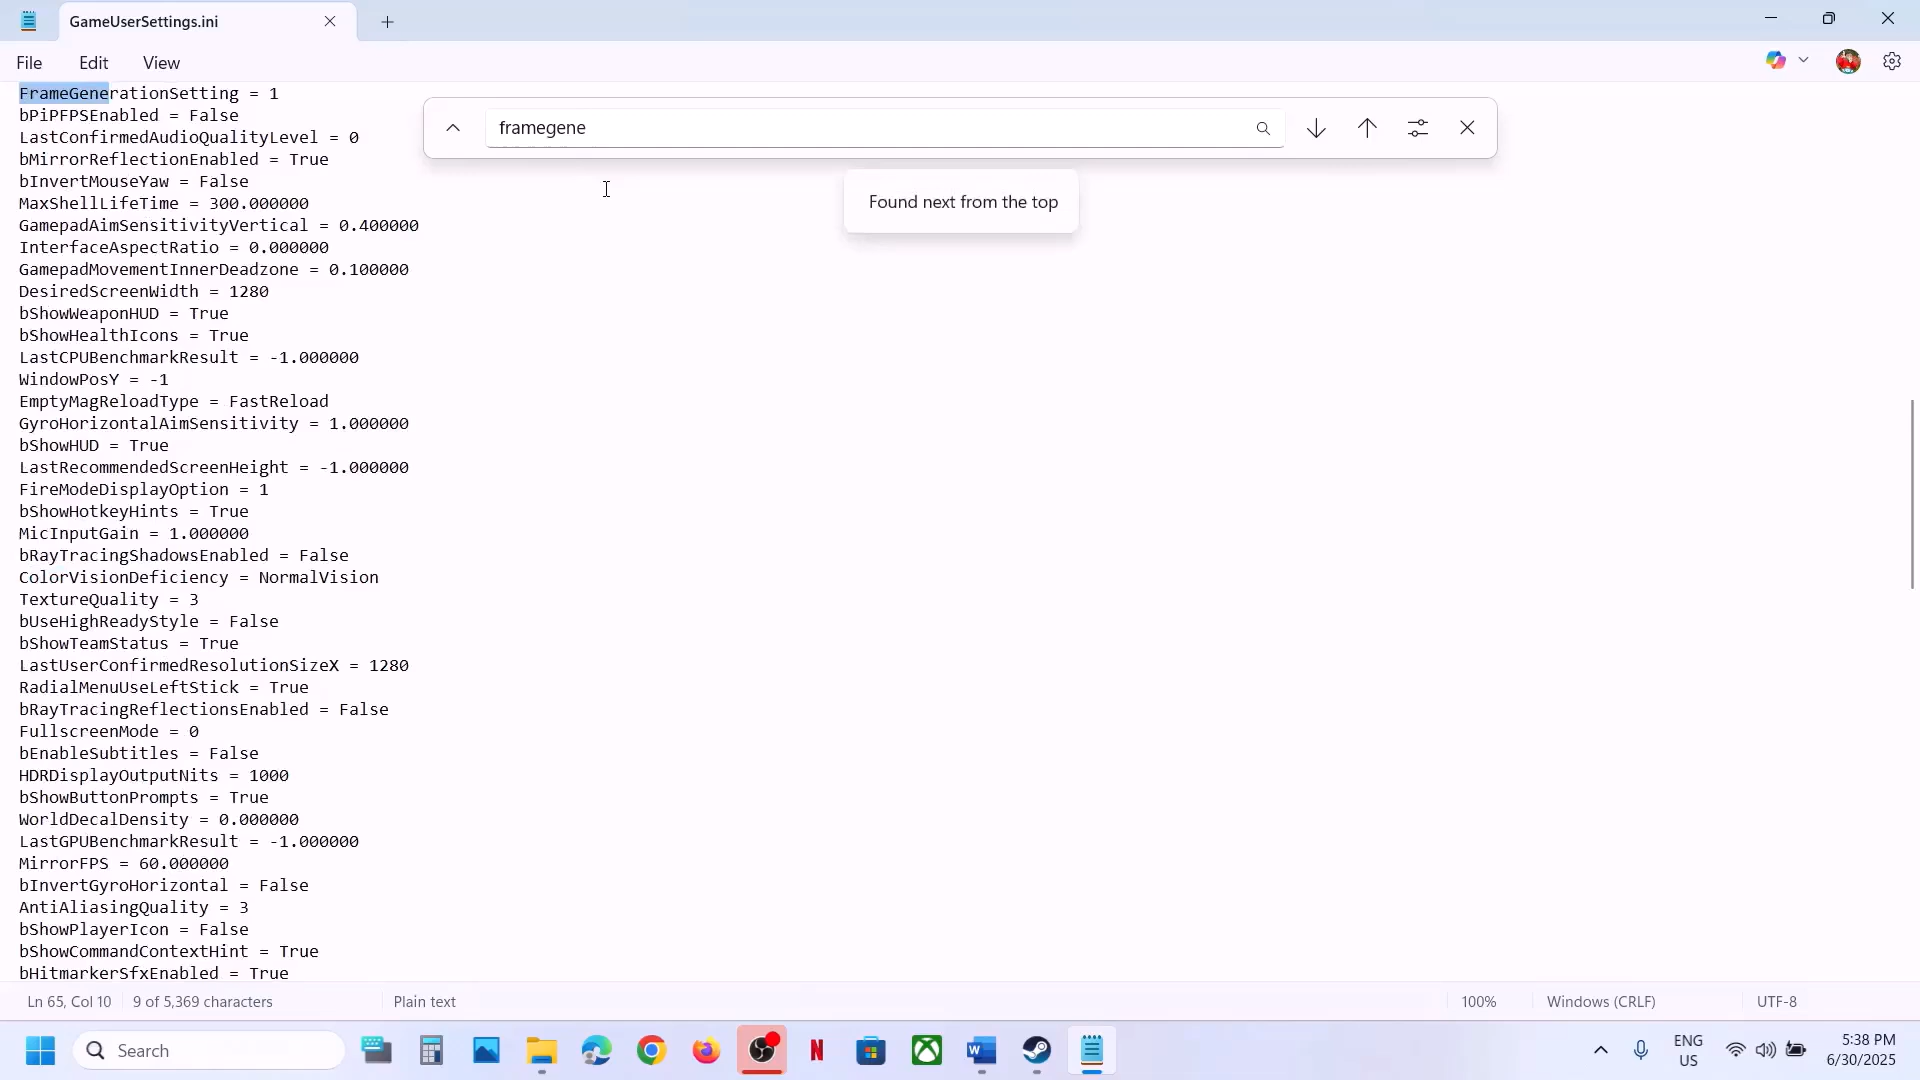 GameUserSettings.ini
File Edit View
FrameGenerationSetting = 1
bPiPFPSEnabled = False
LastConfirmedAudioQualityLevel = 0
bMirrorReflectionEnabled = True
bInvertMouseYaw = False
MaxShellLifeTime = 300.000000
GamepadAimSensitivityVertical = 0.400000
InterfaceAspectRatio = 0.000000
GamepadMovementInnerDeadzone = 0.100000
DesiredScreenWidth = 1280
bShowWeaponHUD = True
bShowHealthIcons = True
LastCPUBenchmarkResult = -1.000000
WindowPosY = -1
EmptyMagReloadType = FastReload
GyroHorizontalAimSensitivity = 1.000000
bShowHUD = True
LastRecommendedScreenHeight = -1.000000
FireModeDisplayOption = 1
bShowHotkeyHints = True
MicInputGain = 1.000000
bRayTracingShadowsEnabled = False
ColorVisionDeficiency = NormalVision
TextureQuality = 3
bUseHighReadyStyle = False
bShowTeamStatus = True
LastUserConfirmedResolutionSizeX = 1280
RadialMenuUseLeftStick = True
bRayTracingReflectionsEnabled = False
FullscreenMode = 0
bEnableSubtitles = False
HDRDisplayOutputNits = 1000
bShowButtonPrompts = True
WorldDecalDensity = 0.000000
LastGPUBenchmarkResult = -1.000000
MirrorFPS = 60.000000
bInvertGyroHorizontal = False
AntiAliasingQuality = 3
bShowPlayerIcon = False
bShowCommandContextHint = True
bHitmarkerSfxEnabled = True
framegene
Found next from the top
Ln 65, Col 10 9 of 5,369 characters Plain text 100% Windows (CRLF) UTF-8
Search
ENG
US
5:38 PM
6/30/2025